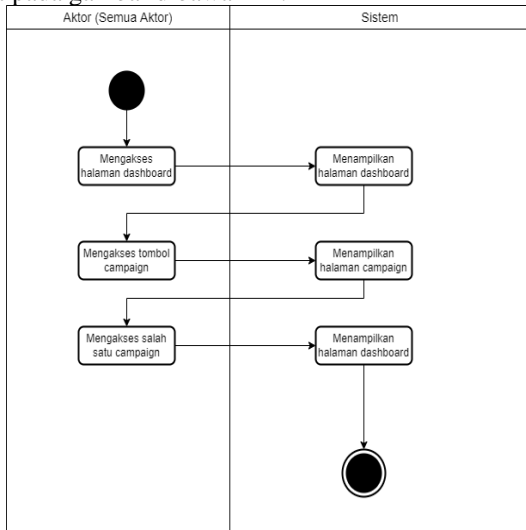 Aktor (Semua Aktor)
Sistem
Mengakses
halaman dashboard
Menampilkan
halaman dashboard
Mengakses tombol
campaign
Menampilkan
halaman campaign
Mengakses salah
satu campaign
Menampilkan
halaman dashboard